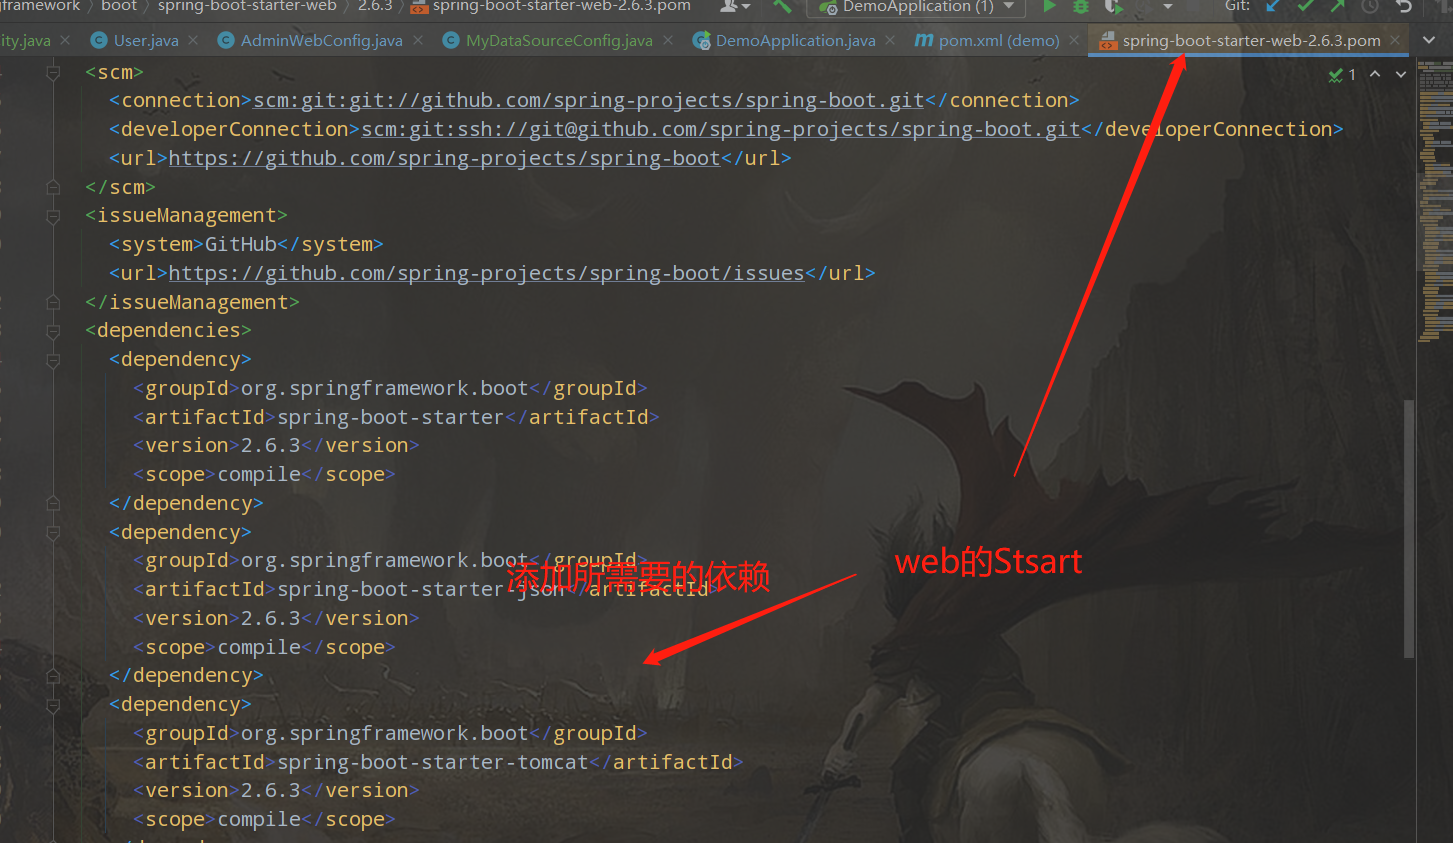 gframework > boot > spring-boot-starter-web > 2.6.3 > spring-boot-starter-web-2.6.3.pom DemoApplication (1) Git:
ity.java User.java AdminWebConfig.java MyDataSourceConfig.java DemoApplication.java pom.xml (demo) spring-boot-starter-web-2.6.3.pom
1
<scm>
<connection>scm:git:git://github.com/spring-projects/spring-boot.git</connection>
<developerConnection>scm:git:ssh://git@github.com/spring-projects/spring-boot.git</developerConnection>
<url>https://github.com/spring-projects/spring-boot</url>
</scm>
<issueManagement>
<system>GitHub</system>
<url>https://github.com/spring-projects/spring-boot/issues</url>
</issueManagement>
<dependencies>
<dependency>
<groupId>org.springframework.boot</groupId>
<artifactId>spring-boot-starter</artifactId>
<version>2.6.3</version>
<scope>compile</scope>
</dependency>
<dependency>
<groupId>org.springframework.boot</groupId>
web的Stsart
添加所需要的依赖
<artifactId>spring-boot-starter-json</artifactId>
<version>2.6.3</version>
<scope>compile</scope>
</dependency>
<dependency>
<groupId>org.springframework.boot</groupId>
<artifactId>spring-boot-starter-tomcat</artifactId>
<version>2.6.3</version>
<scope>compile</scope>